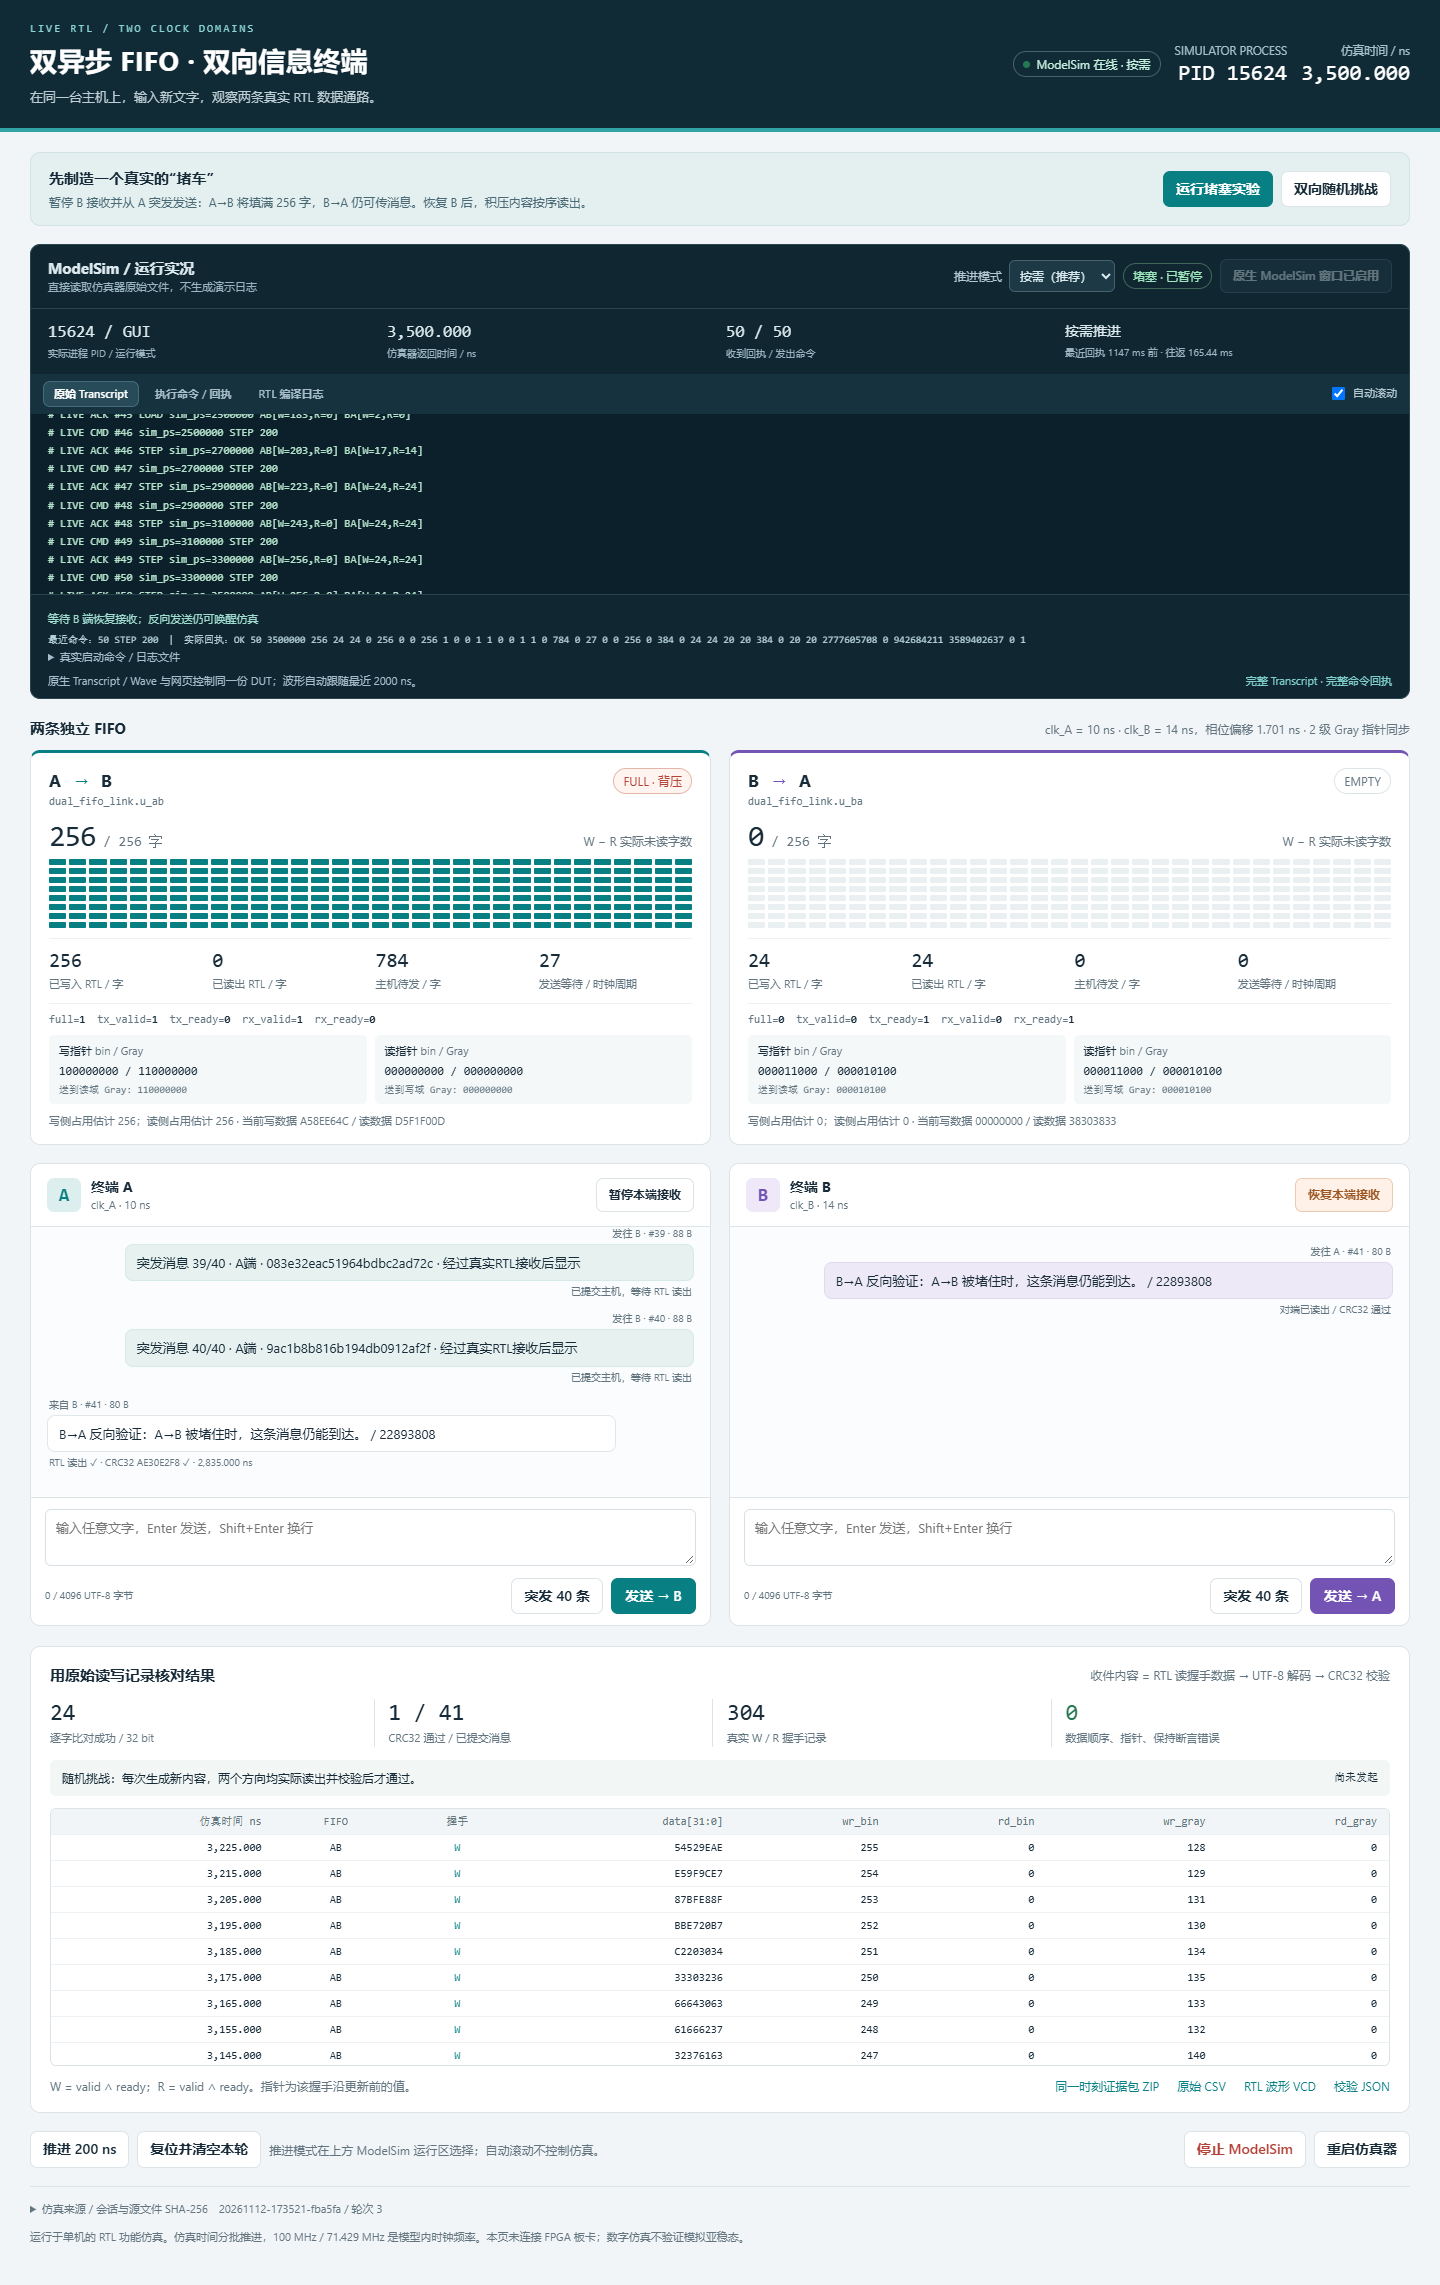 LIVE RTL / TWO CLOCK DOMAINS
双异步 FIFO · 双向信息终端
在同一台主机上，输入新文字，观察两条真实 RTL 数据通路。
ModelSim 在线 · 按需
SIMULATOR PROCESS
PID 15624
仿真时间 / ns
3,500.000
先制造一个真实的“堵车”
暂停 B 接收并从 A 突发发送：A→B 将填满 256 字，B→A 仍可传消息。恢复 B 后，积压内容按序读出。
运行堵塞实验
双向随机挑战
ModelSim / 运行实况
直接读取仿真器原始文件，不生成演示日志
推进模式
按需（推荐）
堵塞 · 已暂停
原生 ModelSim 窗口已启用
15624 / GUI
实际进程 PID / 运行模式
3,500.000
仿真器返回时间 / ns
50 / 50
收到回执 / 发出命令
按需推进
最近回执 1147 ms 前 · 往返 165.44 ms
原始 Transcript
执行命令 / 回执
RTL 编译日志
自动滚动
# LIVE ACK #45 LOAD sim_ps=2500000 AB[W=183,R=0] BA[W=2,R=0]
# LIVE CMD #46 sim_ps=2500000 STEP 200
# LIVE ACK #46 STEP sim_ps=2700000 AB[W=203,R=0] BA[W=17,R=14]
# LIVE CMD #47 sim_ps=2700000 STEP 200
# LIVE ACK #47 STEP sim_ps=2900000 AB[W=223,R=0] BA[W=24,R=24]
# LIVE CMD #48 sim_ps=2900000 STEP 200
# LIVE ACK #48 STEP sim_ps=3100000 AB[W=243,R=0] BA[W=24,R=24]
# LIVE CMD #49 sim_ps=3100000 STEP 200
# LIVE ACK #49 STEP sim_ps=3300000 AB[W=256,R=0] BA[W=24,R=24]
# LIVE CMD #50 sim_ps=3300000 STEP 200
等待 B 端恢复接收；反向发送仍可唤醒仿真
最近命令：50 STEP 200 | 实际回执：OK 50 3500000 256 24 24 0 256 0 0 256 1 0 0 1 1 0 0 1 1 0 784 0 27 0 0 256 0 384 0 24 24 20 20 384 0 20 20 2777605708 0 942684211 3589402637 0 1
▶ 真实启动命令 / 日志文件
原生 Transcript / Wave 与网页控制同一份 DUT；波形自动跟随最近 2000 ns。
完整 Transcript · 完整命令回执
两条独立 FIFO
clk_A = 10 ns · clk_B = 14 ns，相位偏移 1.701 ns · 2 级 Gray 指针同步
A → B
dual_fifo_link.u_ab
FULL · 背压
256 / 256 字
W − R 实际未读字数
256
已写入 RTL / 字
0
已读出 RTL / 字
784
主机待发 / 字
27
发送等待 / 时钟周期
full=1 tx_valid=1 tx_ready=0 rx_valid=1 rx_ready=0
写指针 bin / Gray
100000000 / 110000000
送到读域 Gray: 110000000
读指针 bin / Gray
000000000 / 000000000
送到写域 Gray: 000000000
写侧占用估计 256；读侧占用估计 256 · 当前写数据 A58EE64C / 读数据 D5F1F00D
B → A
dual_fifo_link.u_ba
EMPTY
0 / 256 字
W − R 实际未读字数
24
已写入 RTL / 字
24
已读出 RTL / 字
0
主机待发 / 字
0
发送等待 / 时钟周期
full=0 tx_valid=0 tx_ready=1 rx_valid=0 rx_ready=1
写指针 bin / Gray
000011000 / 000010100
送到读域 Gray: 000010100
读指针 bin / Gray
000011000 / 000010100
送到写域 Gray: 000010100
写侧占用估计 0；读侧占用估计 0 · 当前写数据 00000000 / 读数据 38303833
A
终端 A
clk_A · 10 ns
暂停本端接收
发往 B · #39 · 88 B
突发消息 39/40 · A端 · 083e32eac51964bdbc2ad72c · 经过真实RTL接收后显示
已提交主机，等待 RTL 读出
发往 B · #40 · 88 B
突发消息 40/40 · A端 · 9ac1b8b816b194db0912af2f · 经过真实RTL接收后显示
已提交主机，等待 RTL 读出
来自 B · #41 · 80 B
B→A 反向验证：A→B 被堵住时，这条消息仍能到达。 / 22893808
RTL 读出 ✓ · CRC32 AE30E2F8 ✓ · 2,835.000 ns
输入任意文字，Enter 发送，Shift+Enter 换行
0 / 4096 UTF-8 字节
突发 40 条
发送 → B
B
终端 B
clk_B · 14 ns
恢复本端接收
发往 A · #41 · 80 B
B→A 反向验证：A→B 被堵住时，这条消息仍能到达。 / 22893808
对端已读出 / CRC32 通过
输入任意文字，Enter 发送，Shift+Enter 换行
0 / 4096 UTF-8 字节
突发 40 条
发送 → A
用原始读写记录核对结果
收件内容 = RTL 读握手数据 → UTF-8 解码 → CRC32 校验
24
逐字比对成功 / 32 bit
1 / 41
CRC32 通过 / 已提交消息
304
真实 W / R 握手记录
0
数据顺序、指针、保持断言错误
随机挑战：每次生成新内容，两个方向均实际读出并校验后才通过。
尚未发起
仿真时间 ns FIFO 握手 data[31:0] wr_bin rd_bin wr_gray rd_gray
3,225.000 AB W 54529EAE 255 0 128 0
3,215.000 AB W E59F9CE7 254 0 129 0
3,205.000 AB W 87BFE88F 253 0 131 0
3,195.000 AB W BBE720B7 252 0 130 0
3,185.000 AB W C2203034 251 0 134 0
3,175.000 AB W 33303236 250 0 135 0
3,165.000 AB W 66643063 249 0 133 0
3,155.000 AB W 61666237 248 0 132 0
3,145.000 AB W 32376163 247 0 140 0
W = valid ∧ ready；R = valid ∧ ready。指针为该握手沿更新前的值。
同一时刻证据包 ZIP
原始 CSV
RTL 波形 VCD
校验 JSON
推进 200 ns
复位并清空本轮
推进模式在上方 ModelSim 运行区选择；自动滚动不控制仿真。
停止 ModelSim
重启仿真器
▶ 仿真来源 / 会话与源文件 SHA-256 20261112-173521-fba5fa / 轮次 3
运行于单机的 RTL 功能仿真。仿真时间分批推进，100 MHz / 71.429 MHz 是模型内时钟频率。本页未连接 FPGA 板卡；数字仿真不验证模拟亚稳态。